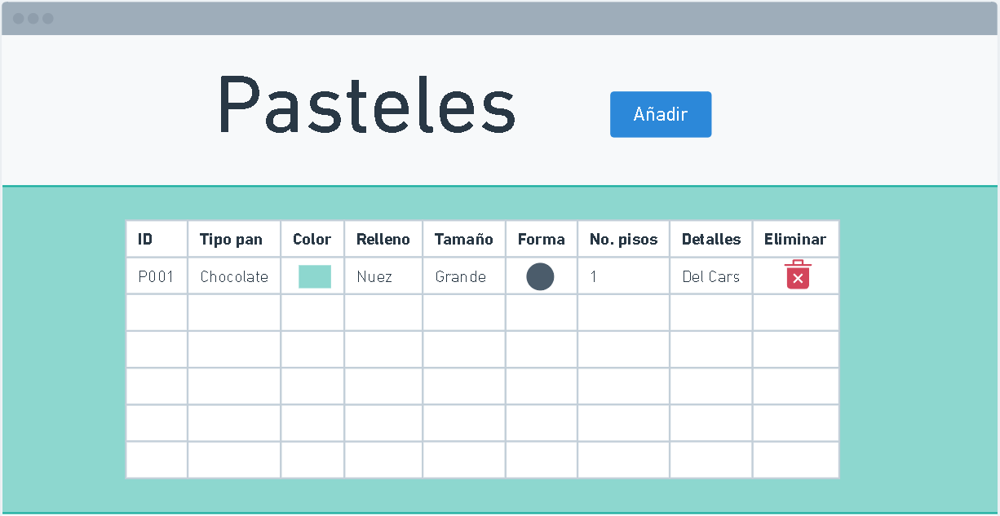 Pasteles
Añadir
ID Tipo pan Color Relleno Tamaño Forma No. pisos Detalles Eliminar
P001 Chocolate Nuez Grande 1 Del Cars